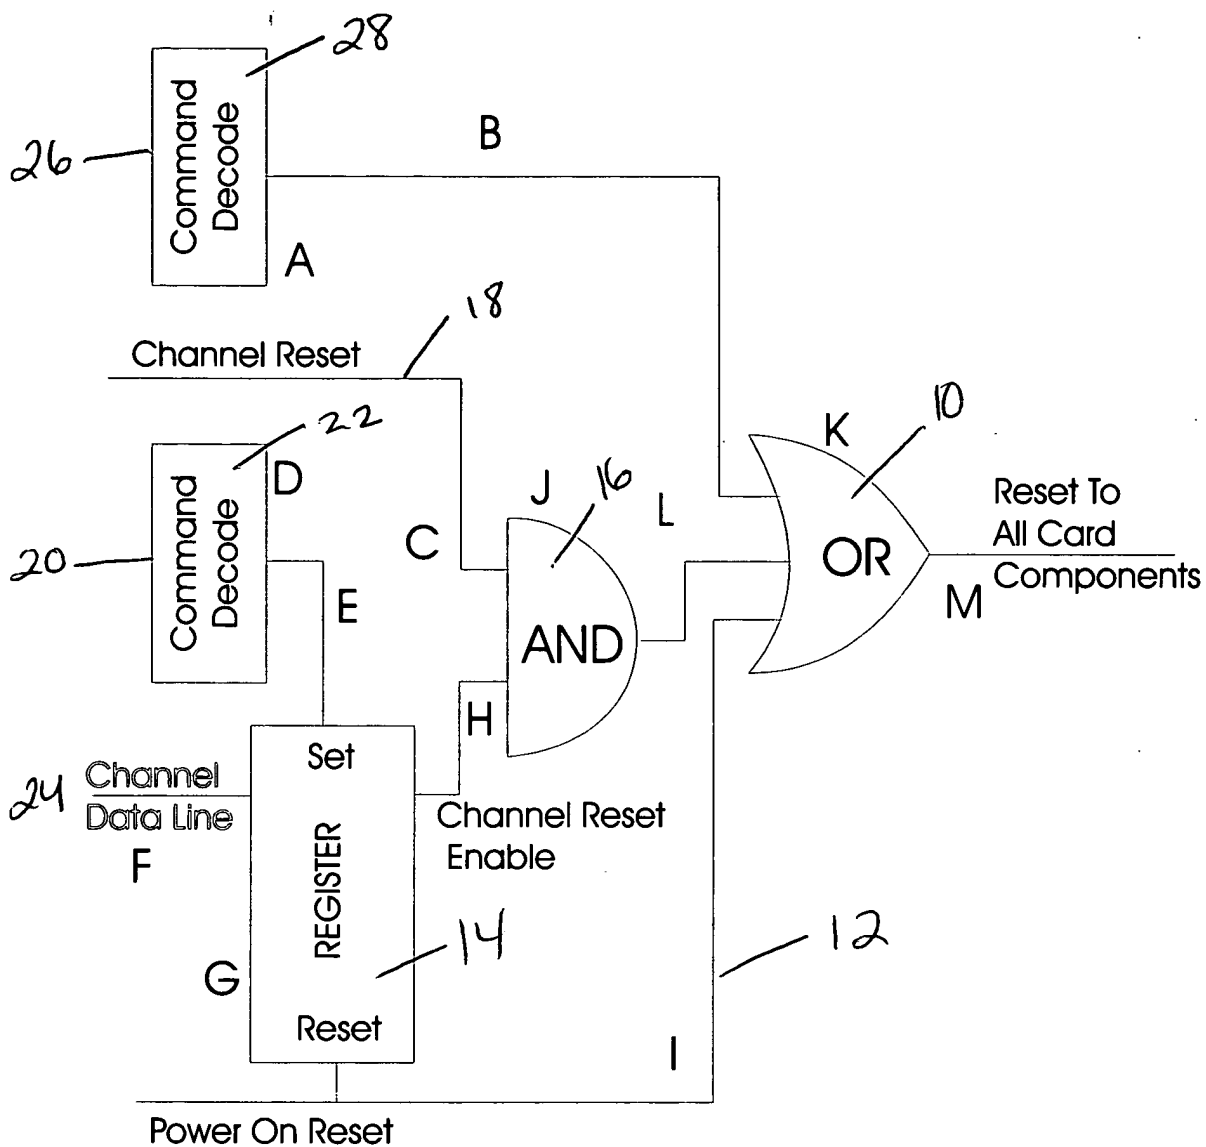 28
B
26
Command
Decode
A
18
Channel Reset
22
10
K
D
J
16
L
Reset To
All Card
Components
C
Command
Decode
20
OR
E
M
AND
H
Set
24
Channel
Data Line
Channel Reset
Enable
F
REGISTER
14
12
G
Reset
I
Power On Reset